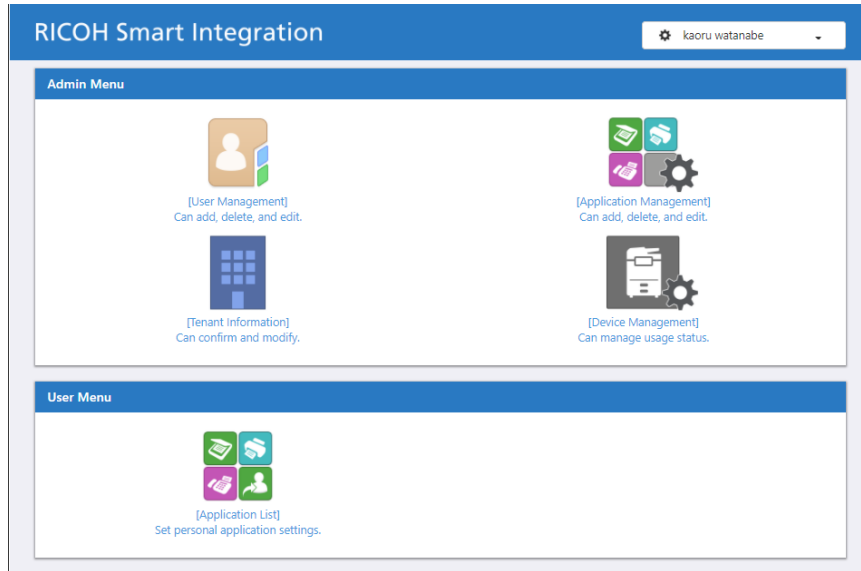 RICOH Smart Integration
kaoru watanabe
Admin Menu
[User Management]
Can add, delete, and edit.
[Application Management]
Can add, delete, and edit.
[Tenant Information]
Can confirm and modify.
[Device Management]
Can manage usage status.
User Menu
[Application List]
Set personal application settings.